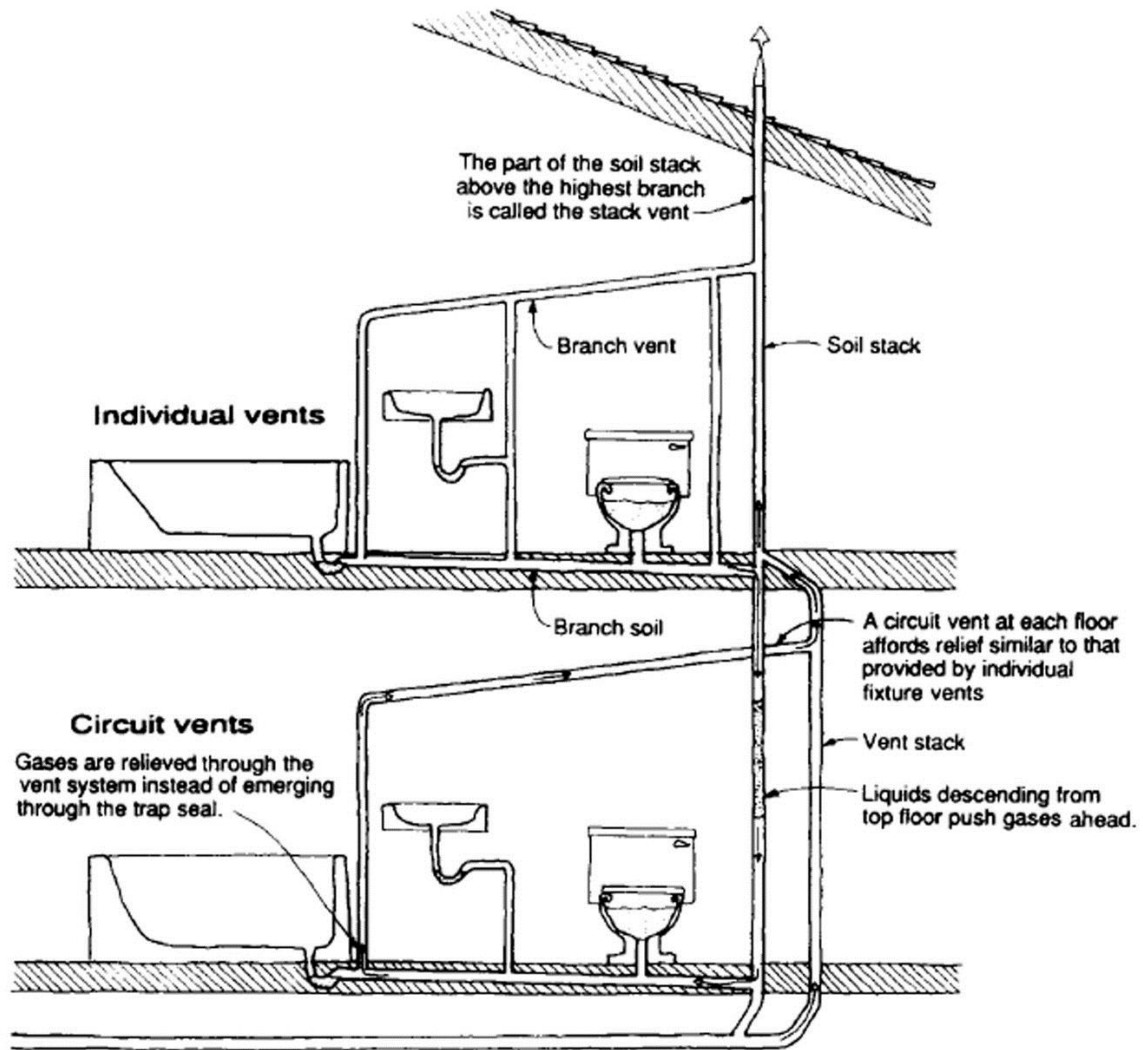 The part of the soil stack
above the highest branch
is called the stack vent
Branch vent
Soil stack
Individual vents
Branch soil
A circuit vent at each floor
affords relief similar to that
provided by individual
fixture vents
Circuit vents
Gases are relieved through the
vent system instead of emerging
through the trap seal.
Vent stack
Liquids descending from
top floor push gases ahead.